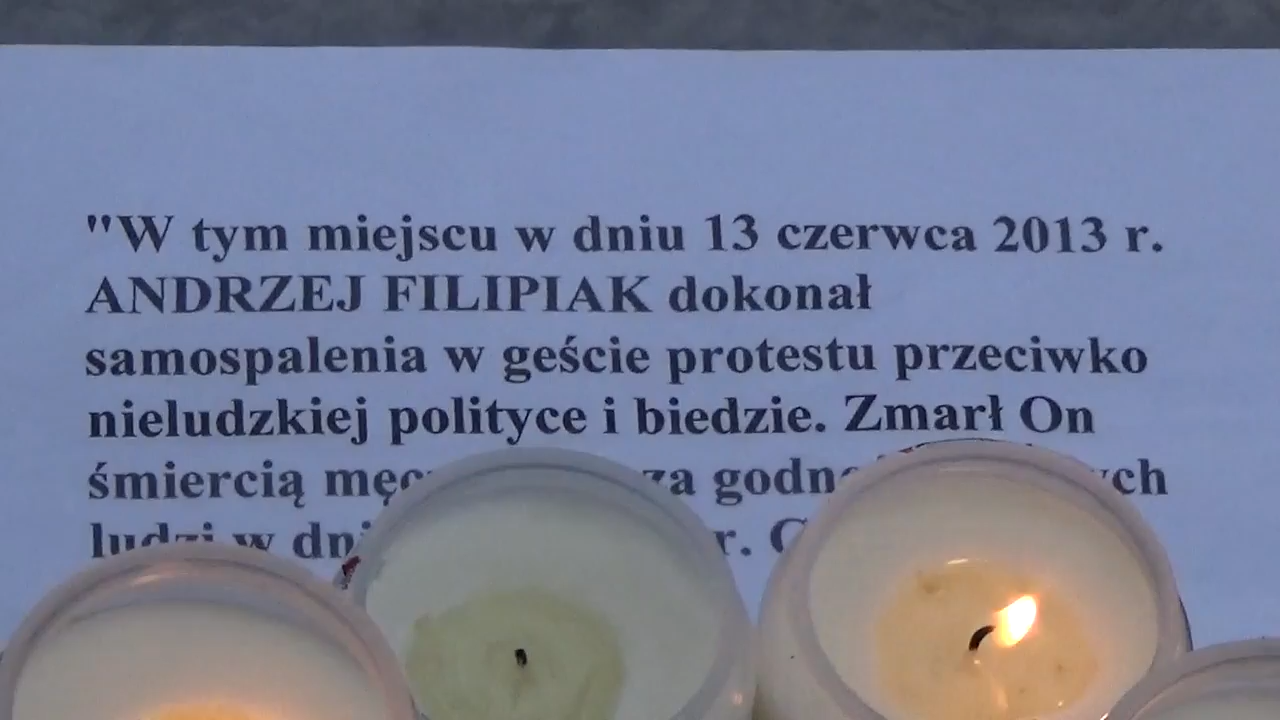 "W tym miejscu w dniu 13 czerwca 2013 r.
ANDRZEJ FILIPIAK dokonał
samospalenia w geście protestu przeciwko
nieludzkiej polityce i biedzie. Zmarł On
śmiercią za
ludzi w r.